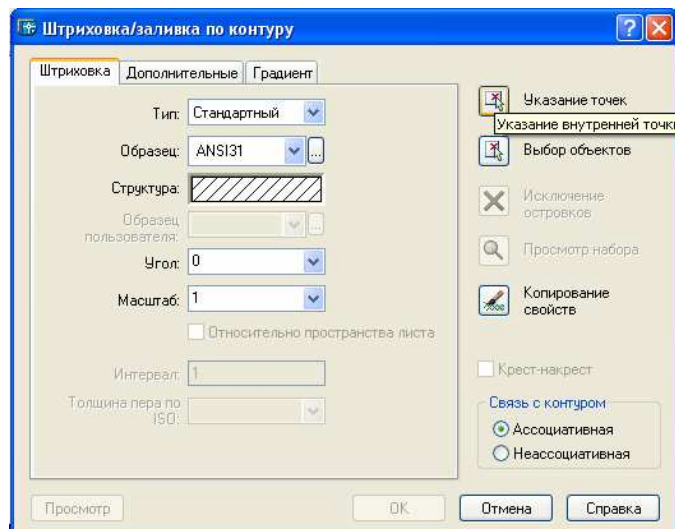 Штриховка/заливка по контуру
Штриховка
Дополнительные
Градиент
Тип: Стандартный
Образец: ANSI31
...
Структура:
Образец
пользователя:
...
Угол: 0
Масштаб: 1
Относительно пространства листа
Интервал: 1
Толщина пера по
ISO:
Указание точек
Указание внутренней точки
Выбор объектов
Исключение
островков
Просмотр набора
Копирование
свойств
Крест-накрест
Связь с контуром
Ассоциативная
Неассоциативная
Просмотр
OK
Отмена
Справка